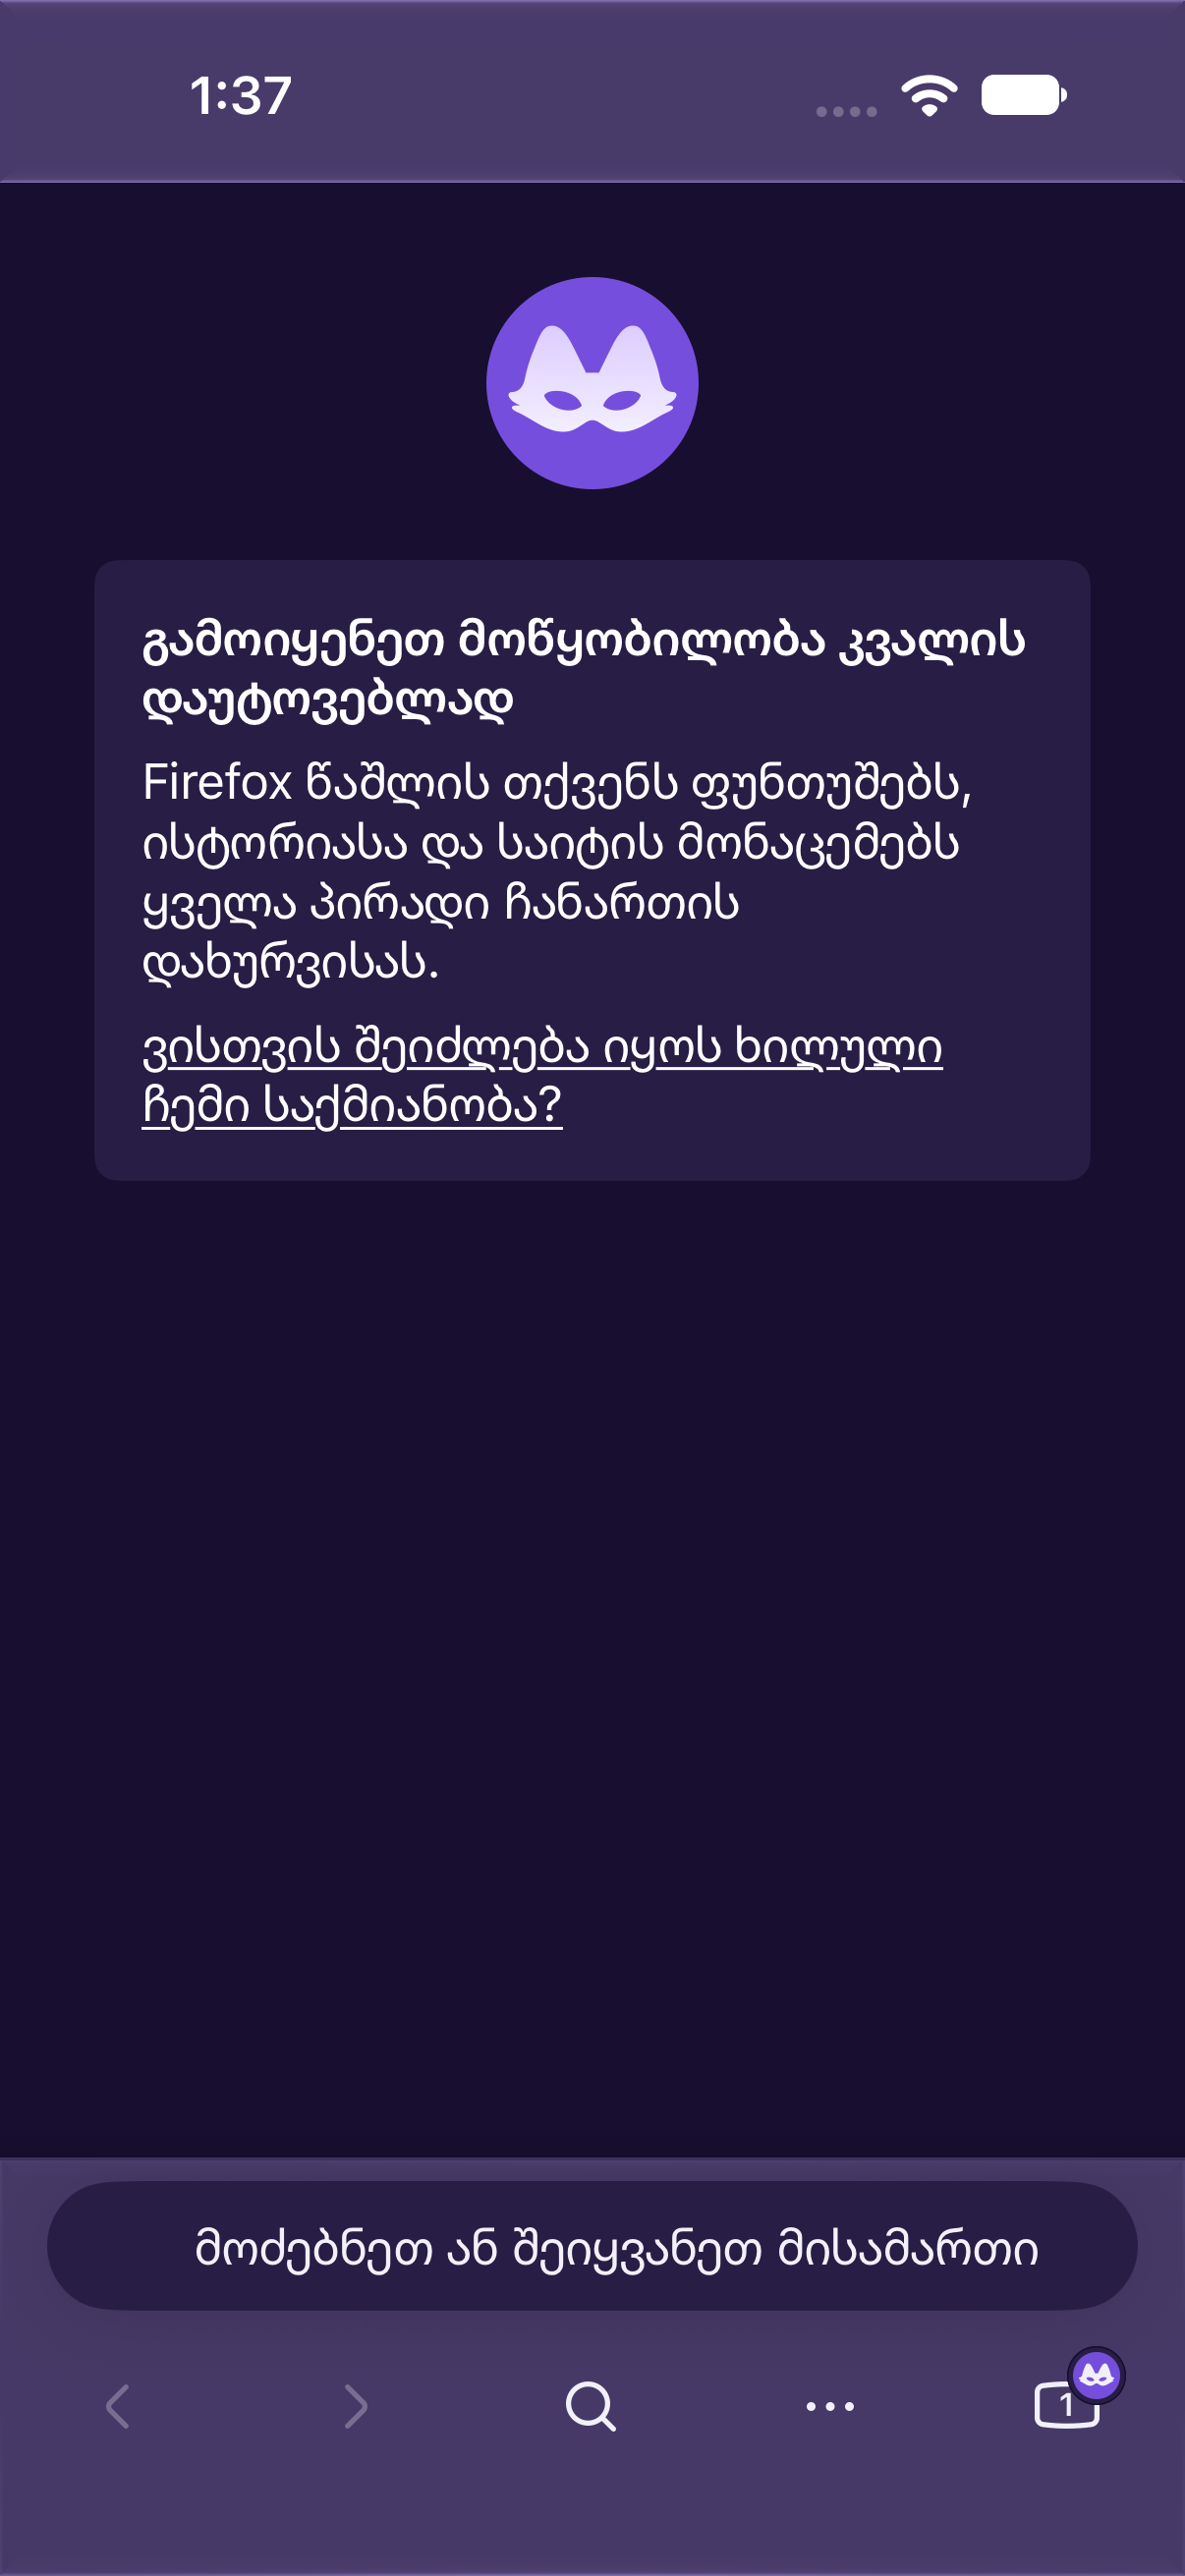 1:37
გამოიყენეთ მოწყობილობა კვალის
დაუტოვებლად
Firefox წაშლის თქვენს ფუნთუშებს,
ისტორიასა და საიტის მონაცემებს
ყველა პირადი ჩანართის
დახურვისას.
ვისთვის შეიძლება იყოს ხილული
ჩემი საქმიანობა?
მოძებნეთ ან შეიყვანეთ მისამართი
1